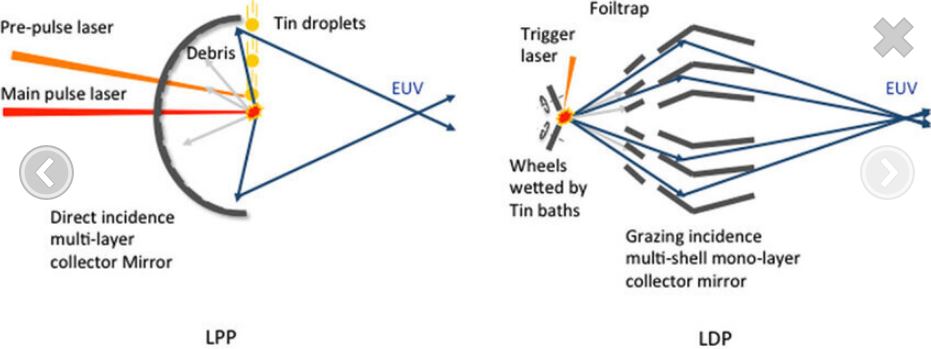 Pre-pulse laser
Main pulse laser
Debris
Tin droplets
EUV
Direct incidence
multi-layer
collector Mirror
LPP
Foiltrap
Trigger
laser
EUV
Wheels
wetted by
Tin baths
Grazing incidence
multi-shell mono-layer
collector mirror
LDP